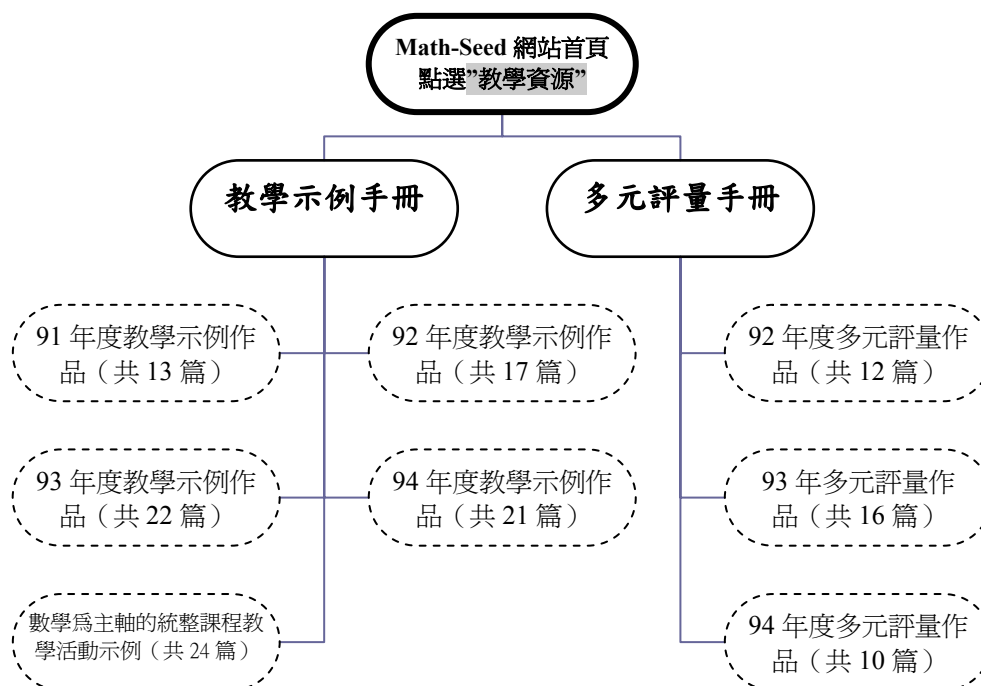 Math-Seed 網站首頁
點選”教學資源”
教學示例手冊
多元評量手冊
91 年度教學示例作
品（共 13 篇）
92 年度教學示例作
品（共 17 篇）
92 年度多元評量作
品（共 12 篇）
93 年度教學示例作
品（共 22 篇）
94 年度教學示例作
品（共 21 篇）
93 年多元評量作
品（共 16 篇）
數學爲主軸的統整課程教
學活動示例（共 24 篇）
94 年度多元評量作
品（共 10 篇）